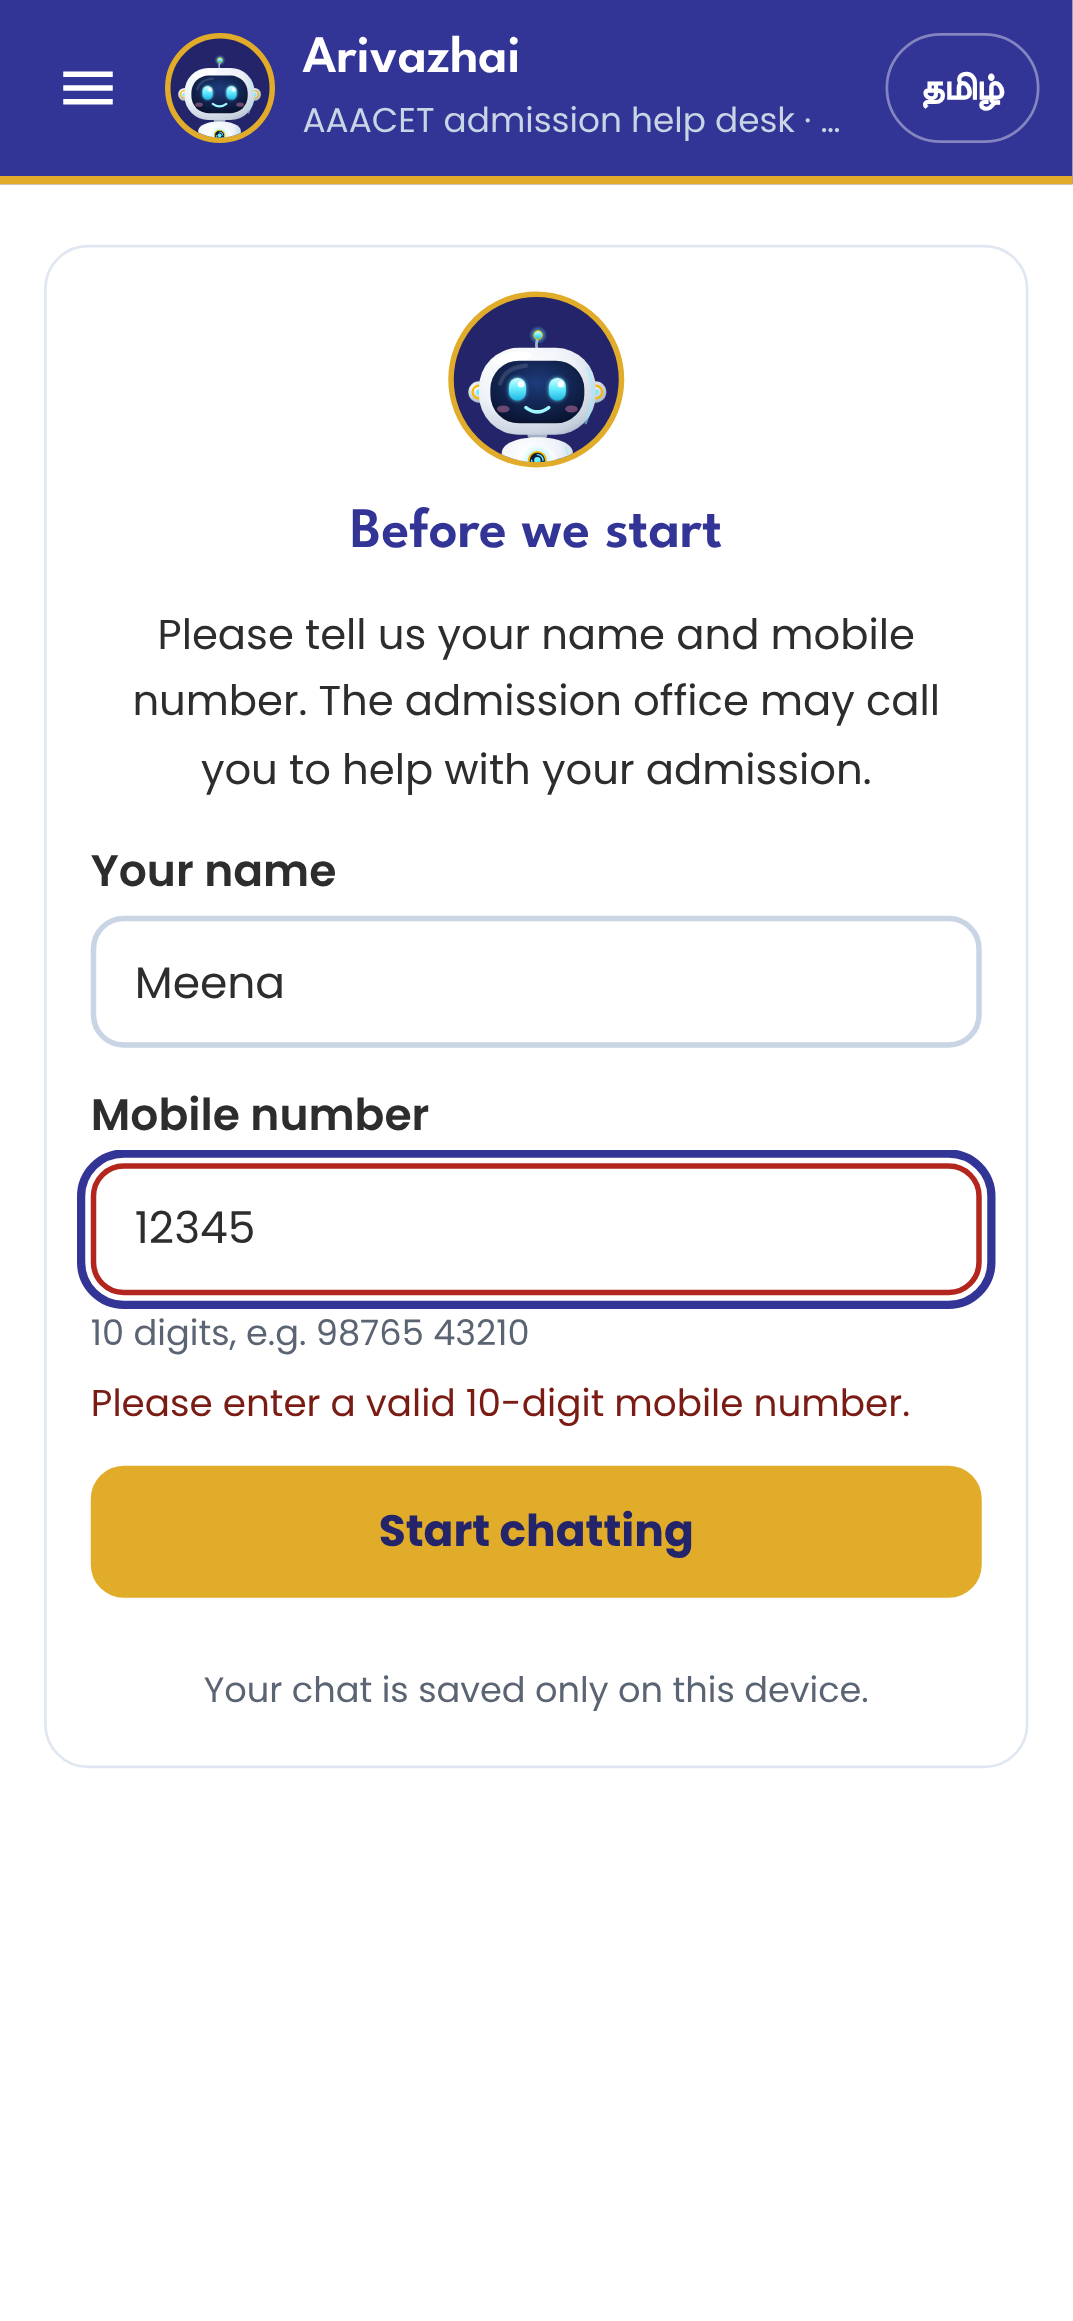 Arivazhai
AAACET admission help desk · ...
தமிழ்
Before we start
Please tell us your name and mobile
number. The admission office may call
you to help with your admission.
Your name
Meena
Mobile number
12345
10 digits, e.g. 98765 43210
Please enter a valid 10-digit mobile number.
Start chatting
Your chat is saved only on this device.